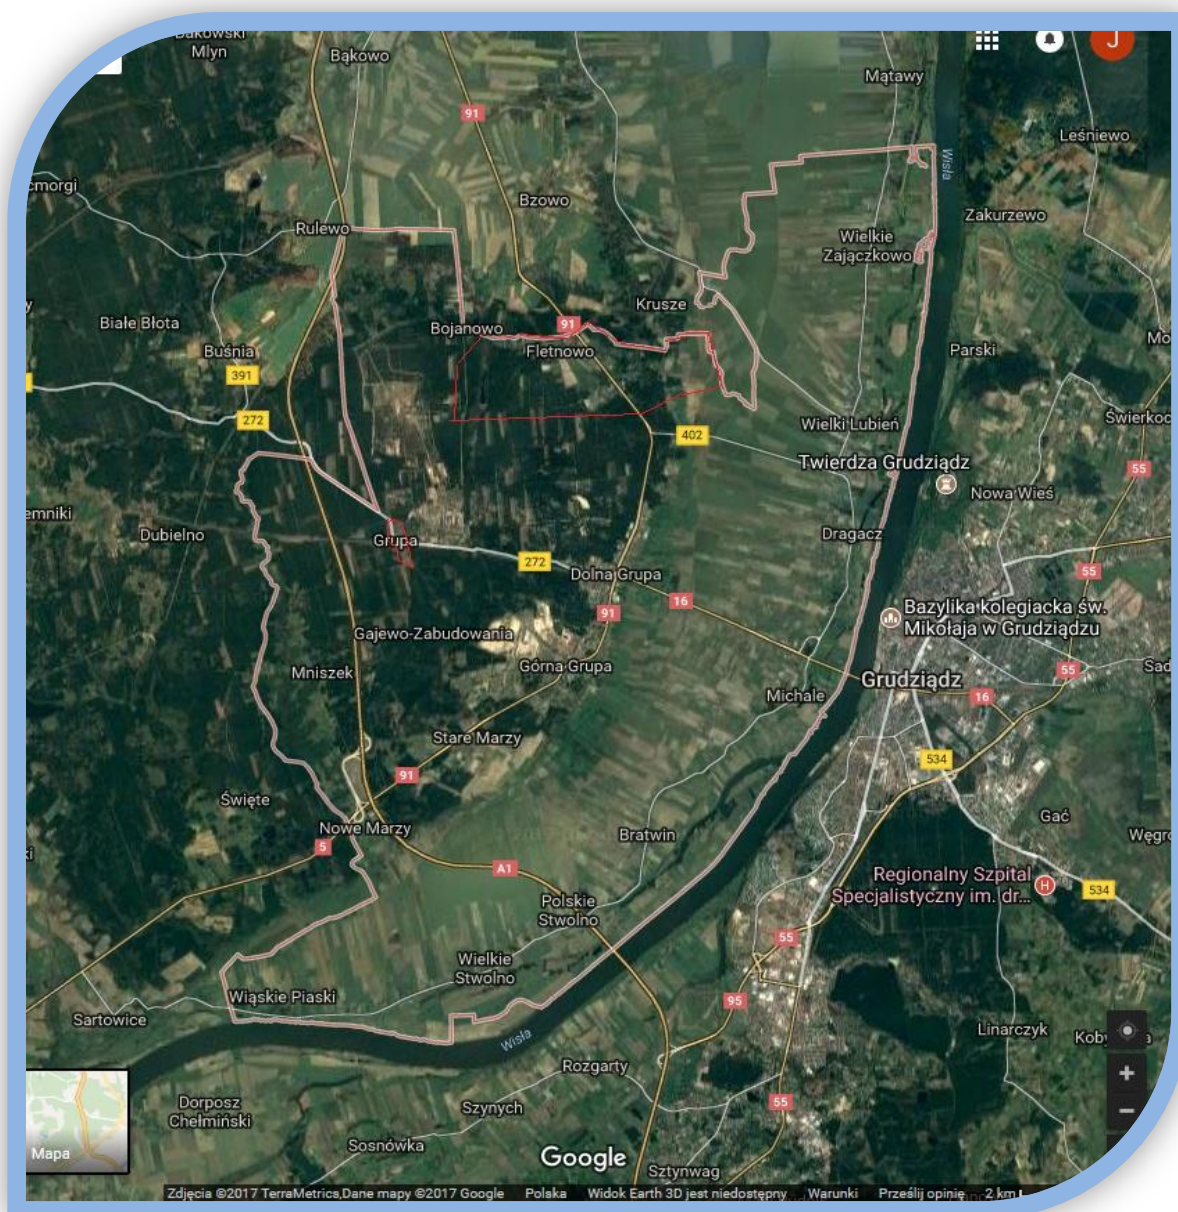 Mlyn
Bąkowo
J
Mątawy
91
Leśniewo
Wisła
Bzowo
Zakurzewo
Rulewo
Wielkie
Zajączkowo
Krusze
Białe Błota
Bojanowo
91
Buśnia
Fletnowo
Parski
391
272
Wielki Lubień
402
Twierdza Grudziądz
55
Nowa Wieś
Dubielno
Grupa
Dragacz
272
Dolna Grupa
55
16
91
Bazylika kolegiacka św.
Mikołaja w Grudziądzu
Gajewo-Zabudowania
Górna Grupa
Mniszek
55
Grudziądz
Michale
16
Stare Marzy
534
91
Święte
Gać
Nowe Marzy
Bratwin
5
A1
Regionalny Szpital
Specjalistyczny im. dr...
H
534
Polskie
Stwolno
55
Wielkie
Stwolno
Wiąskie Piaski
95
Sartowice
Linarczyk
Wisła
Rozgarty
+
Dorposz
Chełmiński
Szynych
55
−
Sosnówka
Mapa
Google
Sztynwag
Zdjęcia ©2017 TerraMetrics,Dane mapy ©2017 Google Polska Widok Earth 3D jest niedostępny Warunki Prześlij opinię 2 km